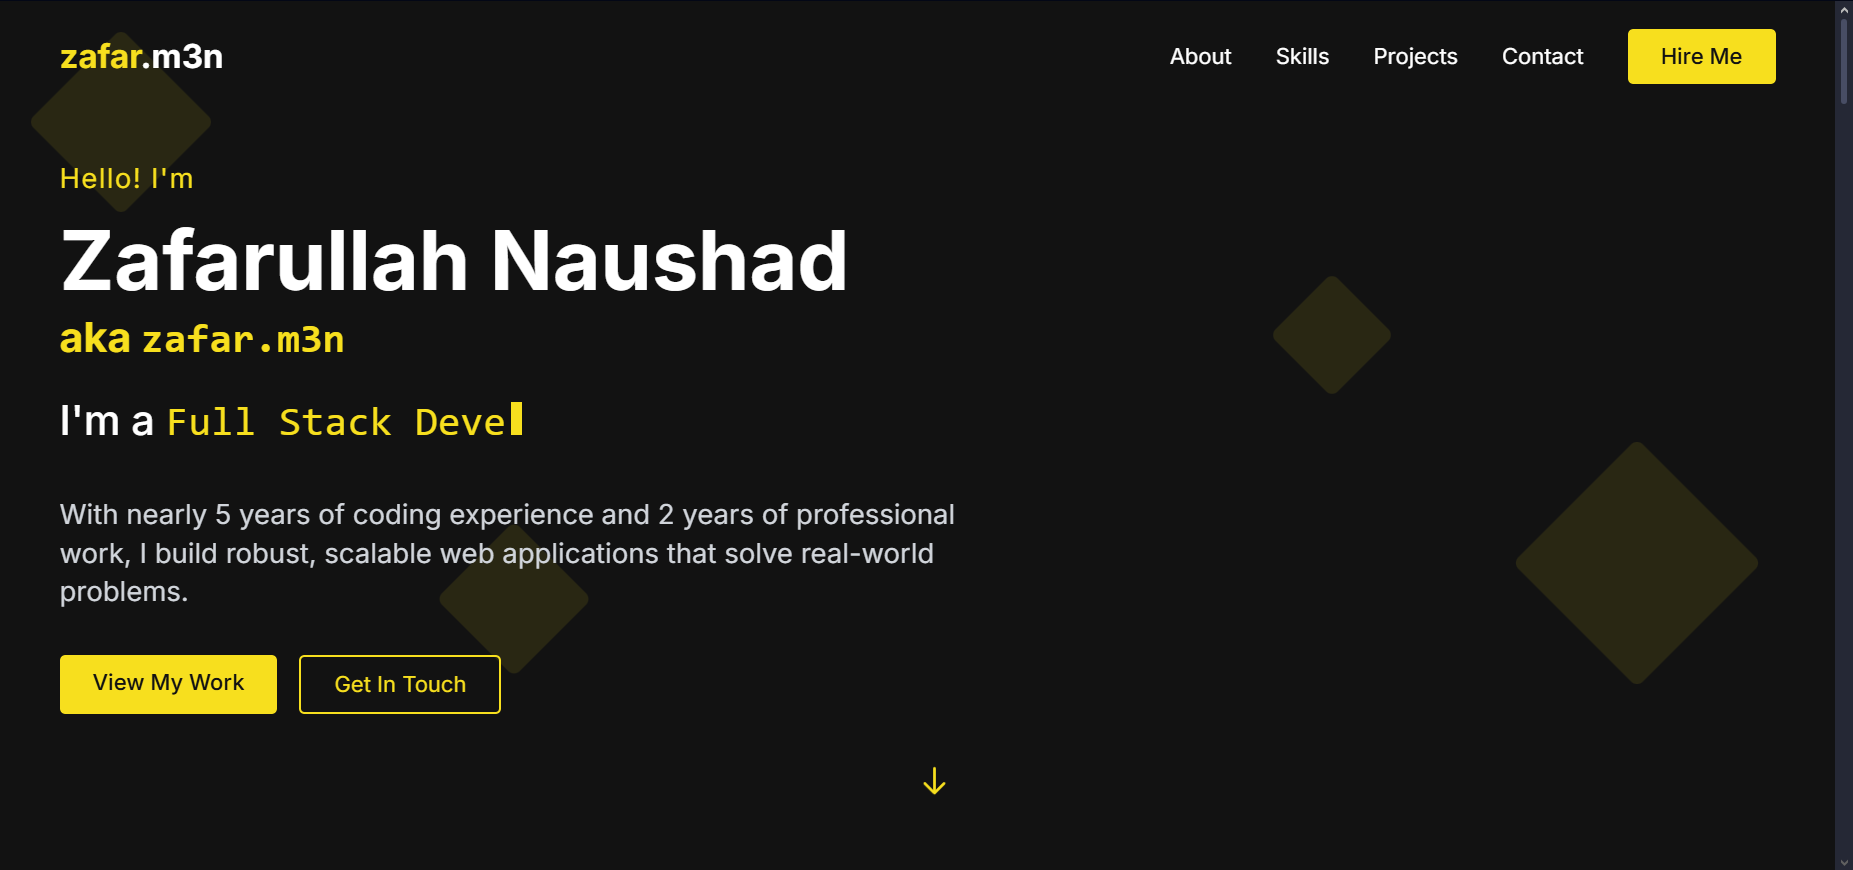 zafar.m3n
About Skills Projects Contact Hire Me
Hello! I'm
Zafarullah Naushad
aka zafar.m3n
I'm a Full Stack Deve
With nearly 5 years of coding experience and 2 years of professional
work, I build robust, scalable web applications that solve real-world
problems.
View My Work Get In Touch